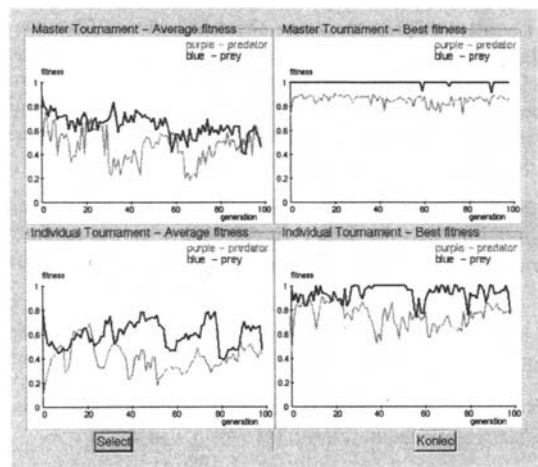 Master Tournament – Average fitness
purple – predator
blue – prey
fitness
1
0.8
0.6
0.4
0.2
0
0 20 40 60 80 100
generation
Master Tournament – Best fitness
purple – predator
blue – prey
fitness
1
0.8
0.6
0.4
0.2
0
0 20 40 60 80 100
generation
Individual Tournament – Average fitness
purple – predator
blue – prey
fitness
1
0.8
0.6
0.4
0.2
0
0 20 40 60 80 100
generation
Individual Tournament – Best fitness
purple – predator
blue – prey
fitness
1
0.8
0.6
0.4
0.2
0
0 20 40 60 80 100
generation
Select
Koniec